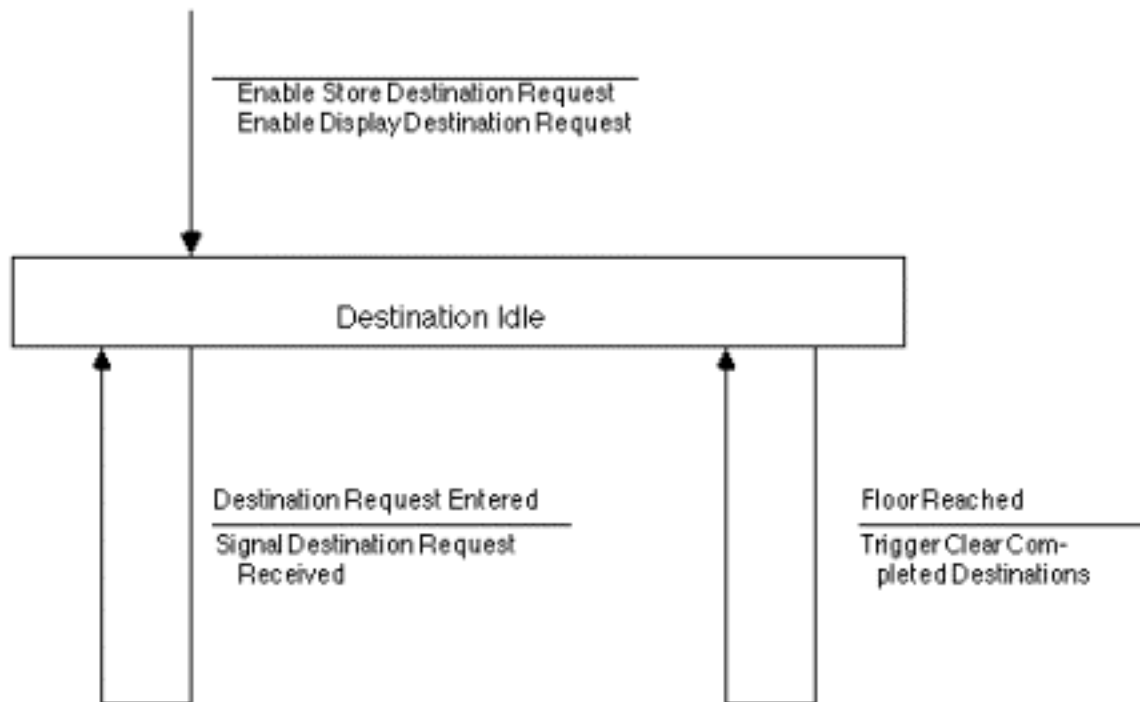 Enable Store Destination Request
Enable Display Destination Request
Destination Idle
Destination Request Entered
Signal Destination Request
Received
Floor Reached
Trigger Clear Com-
pleted Destinations